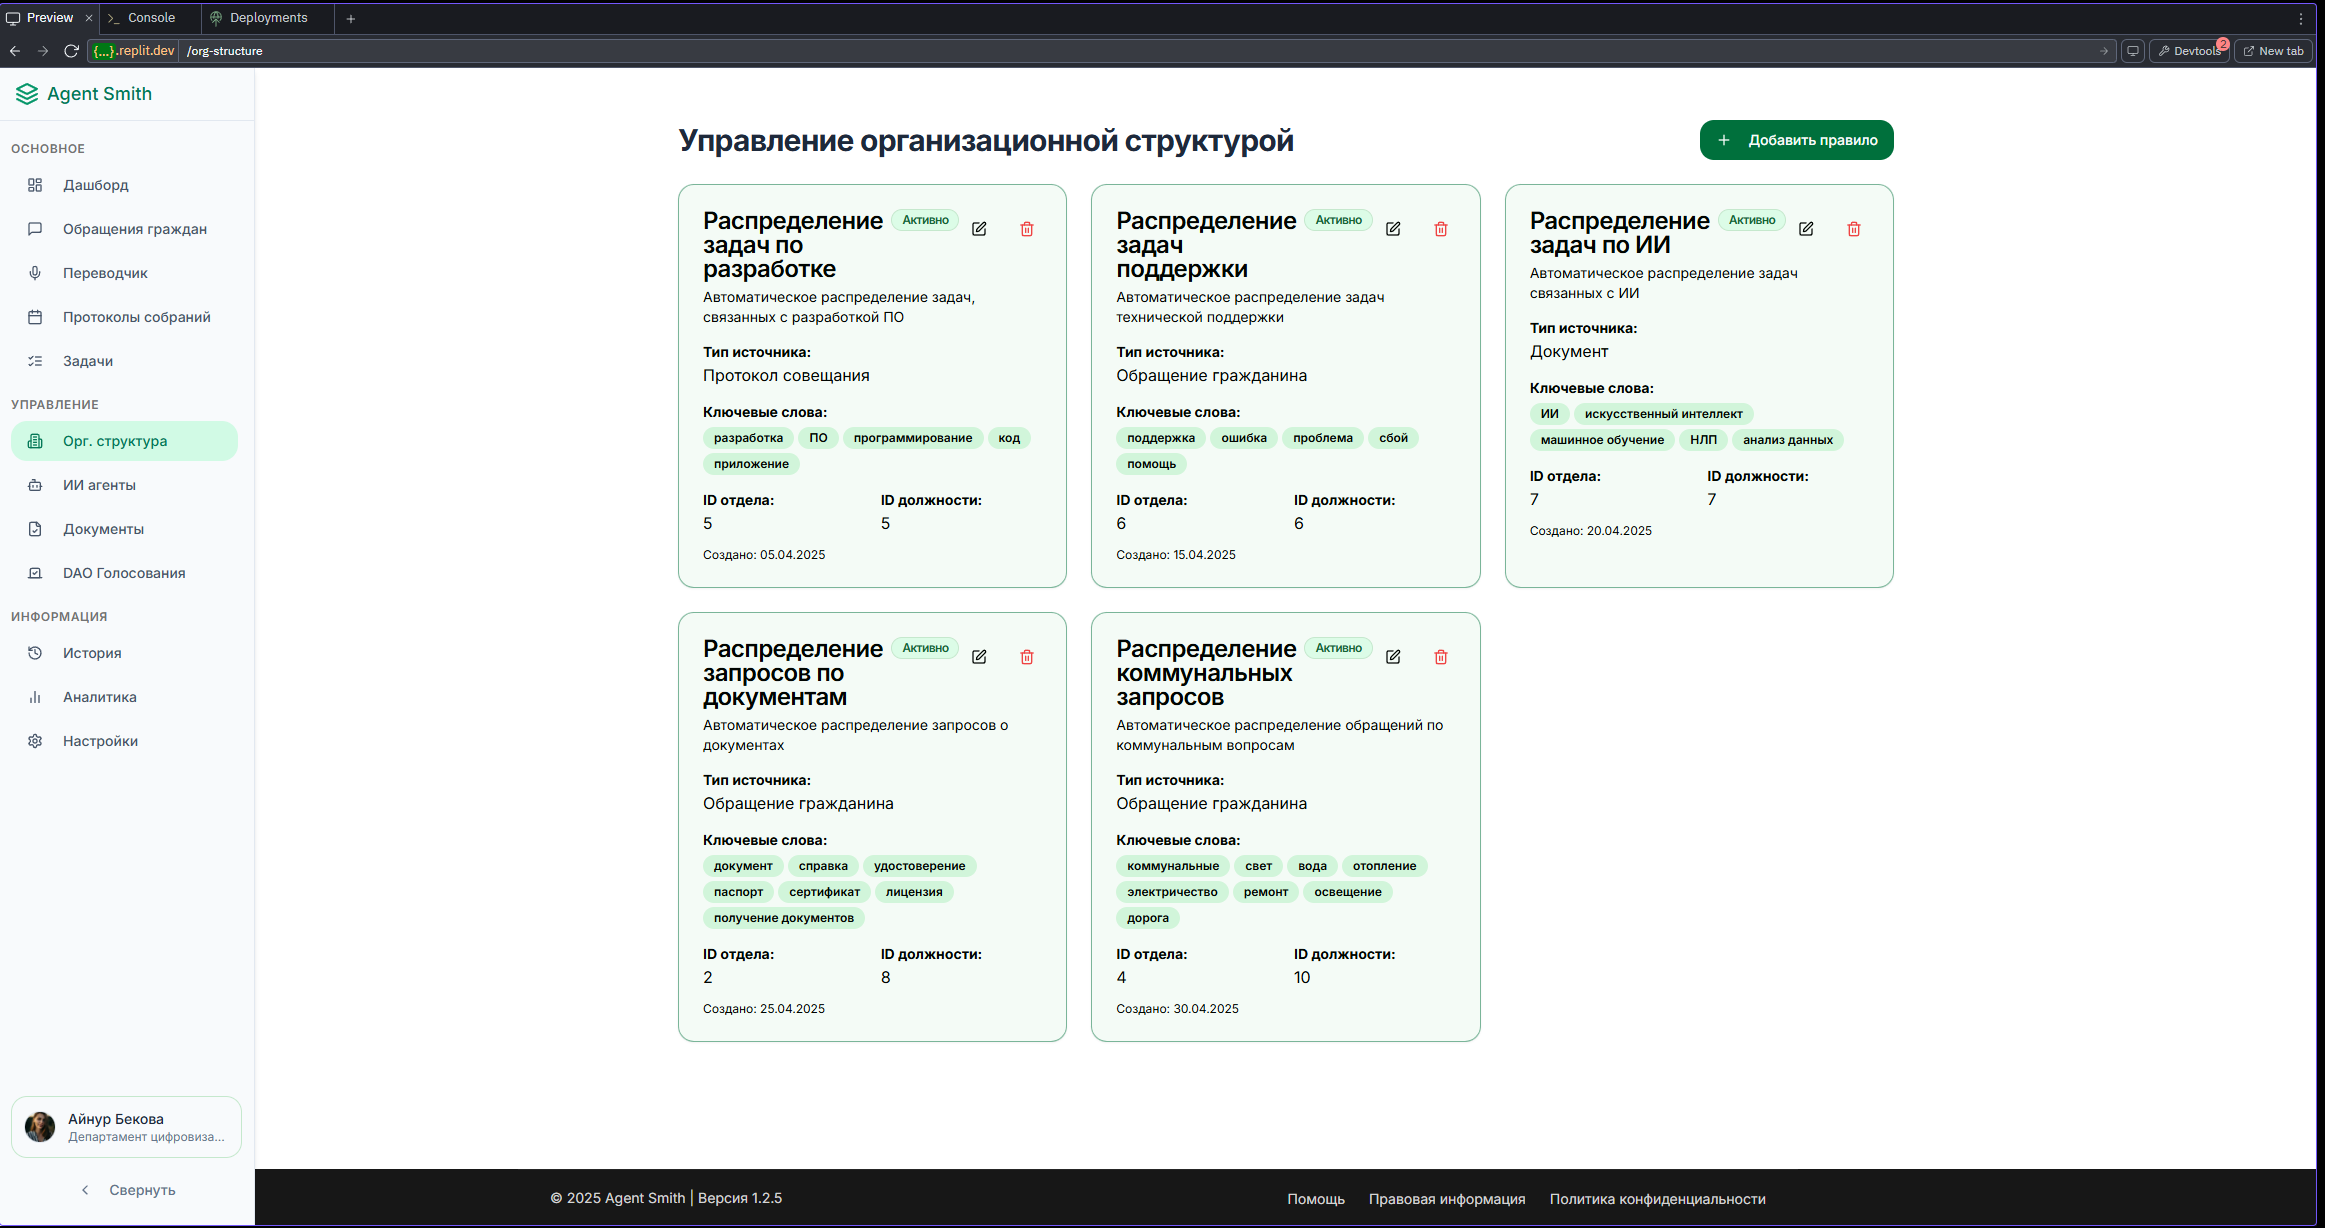 Preview
Console
Deployments
{...}.replit.dev /org-structure
Devtools 2
New tab
Agent Smith
ОСНОВНОЕ
Дашборд
Обращения граждан
Переводчик
Протоколы собраний
Задачи
УПРАВЛЕНИЕ
Орг. структура
ИИ агенты
Документы
DAO Голосования
ИНФОРМАЦИЯ
История
Аналитика
Настройки
Айнур Бекова
Департамент цифровиза...
Свернуть
Управление организационной структурой
Добавить правило
Распределение
задач по
разработке
Активно
Автоматическое распределение задач,
связанных с разработкой ПО
Тип источника:
Протокол совещания
Ключевые слова:
разработка ПО программирование код
приложение
ID отдела: ID должности:
5 5
Создано: 05.04.2025
Распределение
задач
поддержки
Активно
Автоматическое распределение задач
технической поддержки
Тип источника:
Обращение гражданина
Ключевые слова:
поддержка ошибка проблема сбой
помощь
ID отдела: ID должности:
6 6
Создано: 15.04.2025
Распределение
задач по ИИ
Активно
Автоматическое распределение задач
связанных с ИИ
Тип источника:
Документ
Ключевые слова:
ИИ искусственный интеллект
машинное обучение НЛП анализ данных
ID отдела: ID должности:
7 7
Создано: 20.04.2025
Распределение
запросов по
документам
Активно
Автоматическое распределение запросов о
документах
Тип источника:
Обращение гражданина
Ключевые слова:
документ справка удостоверение
паспорт сертификат лицензия
получение документов
ID отдела: ID должности:
2 8
Создано: 25.04.2025
Распределение
коммунальных
запросов
Активно
Автоматическое распределение обращений по
коммунальным вопросам
Тип источника:
Обращение гражданина
Ключевые слова:
коммунальные свет вода отопление
электричество ремонт освещение
дорога
ID отдела: ID должности:
4 10
Создано: 30.04.2025
© 2025 Agent Smith | Версия 1.2.5
Помощь Правовая информация Политика конфиденциальности